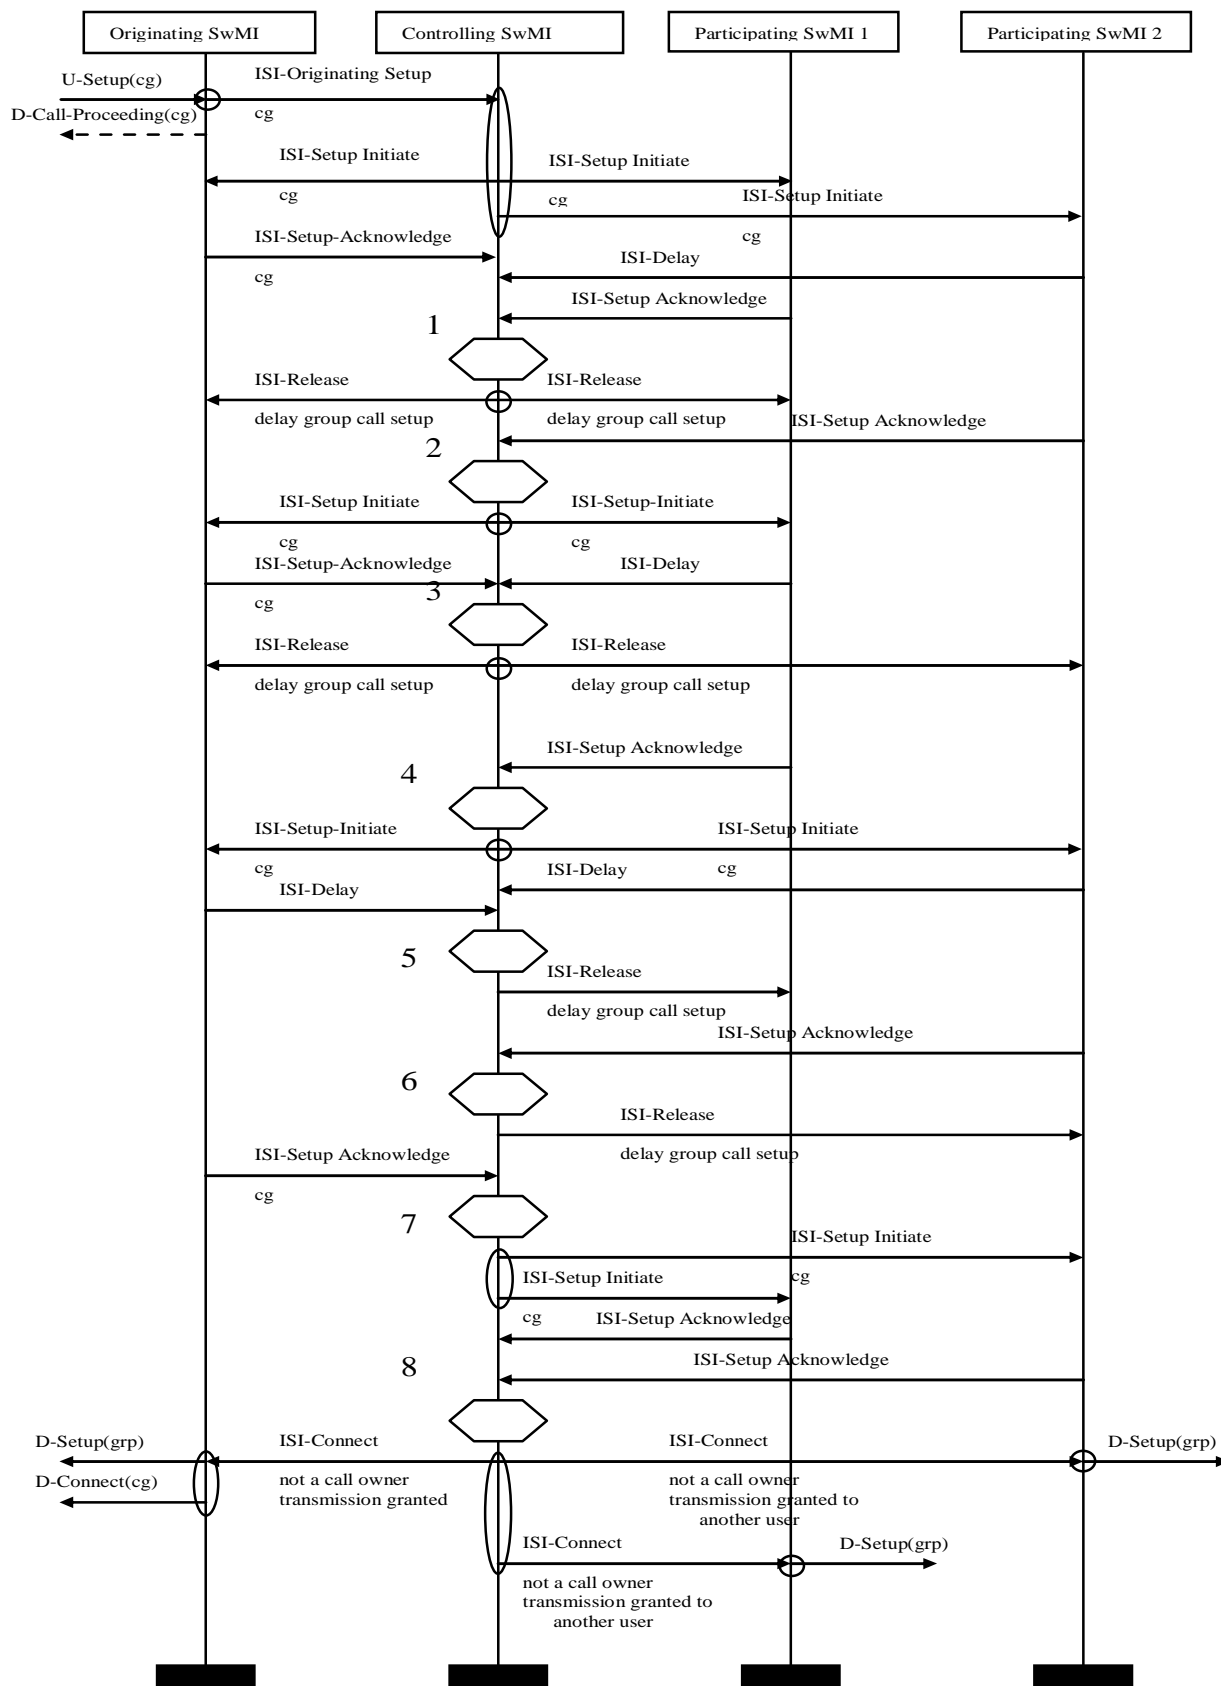 Originating SwMI
Controlling SwMI
Participating SwMI 1
Participating SwMI 2
U-Setup(cg)
ISI-Originating Setup
cg
D-Call-Proceeding(cg)
ISI-Setup Initiate
ISI-Setup Initiate
cg
cg
ISI-Setup Initiate
cg
ISI-Setup-Acknowledge
cg
ISI-Delay
ISI-Setup Acknowledge
1
ISI-Release
ISI-Release
delay group call setup
delay group call setup
ISI-Setup Acknowledge
2
ISI-Setup Initiate
ISI-Setup-Initiate
cg
cg
ISI-Setup-Acknowledge
ISI-Delay
cg
3
ISI-Release
ISI-Release
delay group call setup
delay group call setup
ISI-Setup Acknowledge
4
ISI-Setup-Initiate
ISI-Setup Initiate
cg
cg
ISI-Delay
ISI-Delay
5
ISI-Release
delay group call setup
ISI-Setup Acknowledge
6
ISI-Release
delay group call setup
ISI-Setup Acknowledge
cg
7
ISI-Setup Initiate
cg
ISI-Setup Initiate
cg
ISI-Setup Acknowledge
ISI-Setup Acknowledge
8
D-Setup(grp)
ISI-Connect
ISI-Connect
D-Setup(grp)
D-Connect(cg)
not a call owner
transmission granted
not a call owner
transmission granted to
another user
ISI-Connect
D-Setup(grp)
not a call owner
transmission granted to
another user